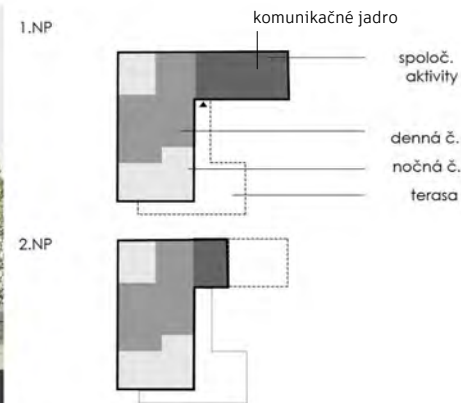 komunikačné jadro
1.NP
spoloč.
aktivity
denná č.
nočná č.
terasa
2.NP